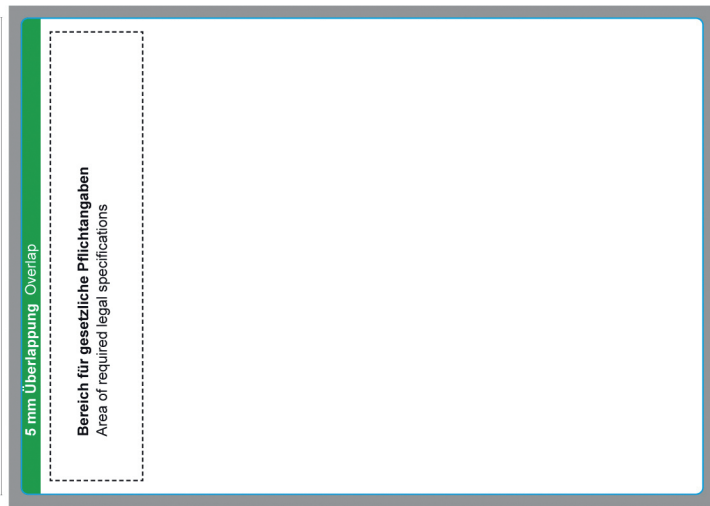 5 mm Überlappung Overlap
Bereich für gesetzliche Pflichtangaben
Area of required legal specifications